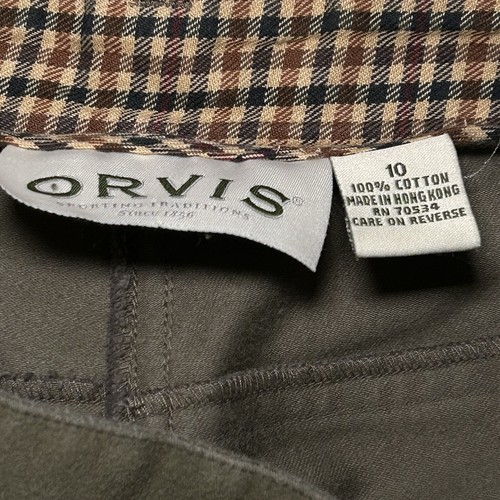 ORVIS®
SPORTING TRADITIONS
SINCE 1856
10
100% COTTON
MADE IN HONG KONG
RN 70534
CARE ON REVERSE